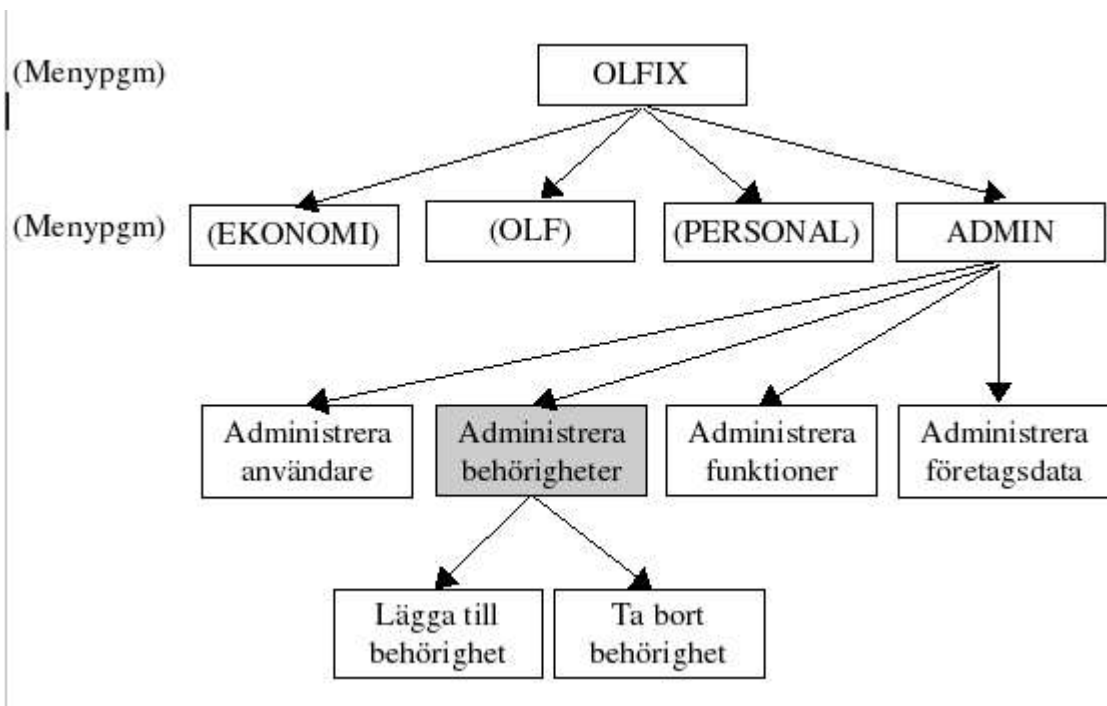 (Menypgm)
OLFIX
(Menypgm)
(EKONOMI)
(OLF)
(PERSONAL)
ADMIN
Administrera
användare
Administrera
behörigheter
Administrera
funktioner
Administrera
företagsdata
Lägga till
behörighet
Ta bort
behörighet